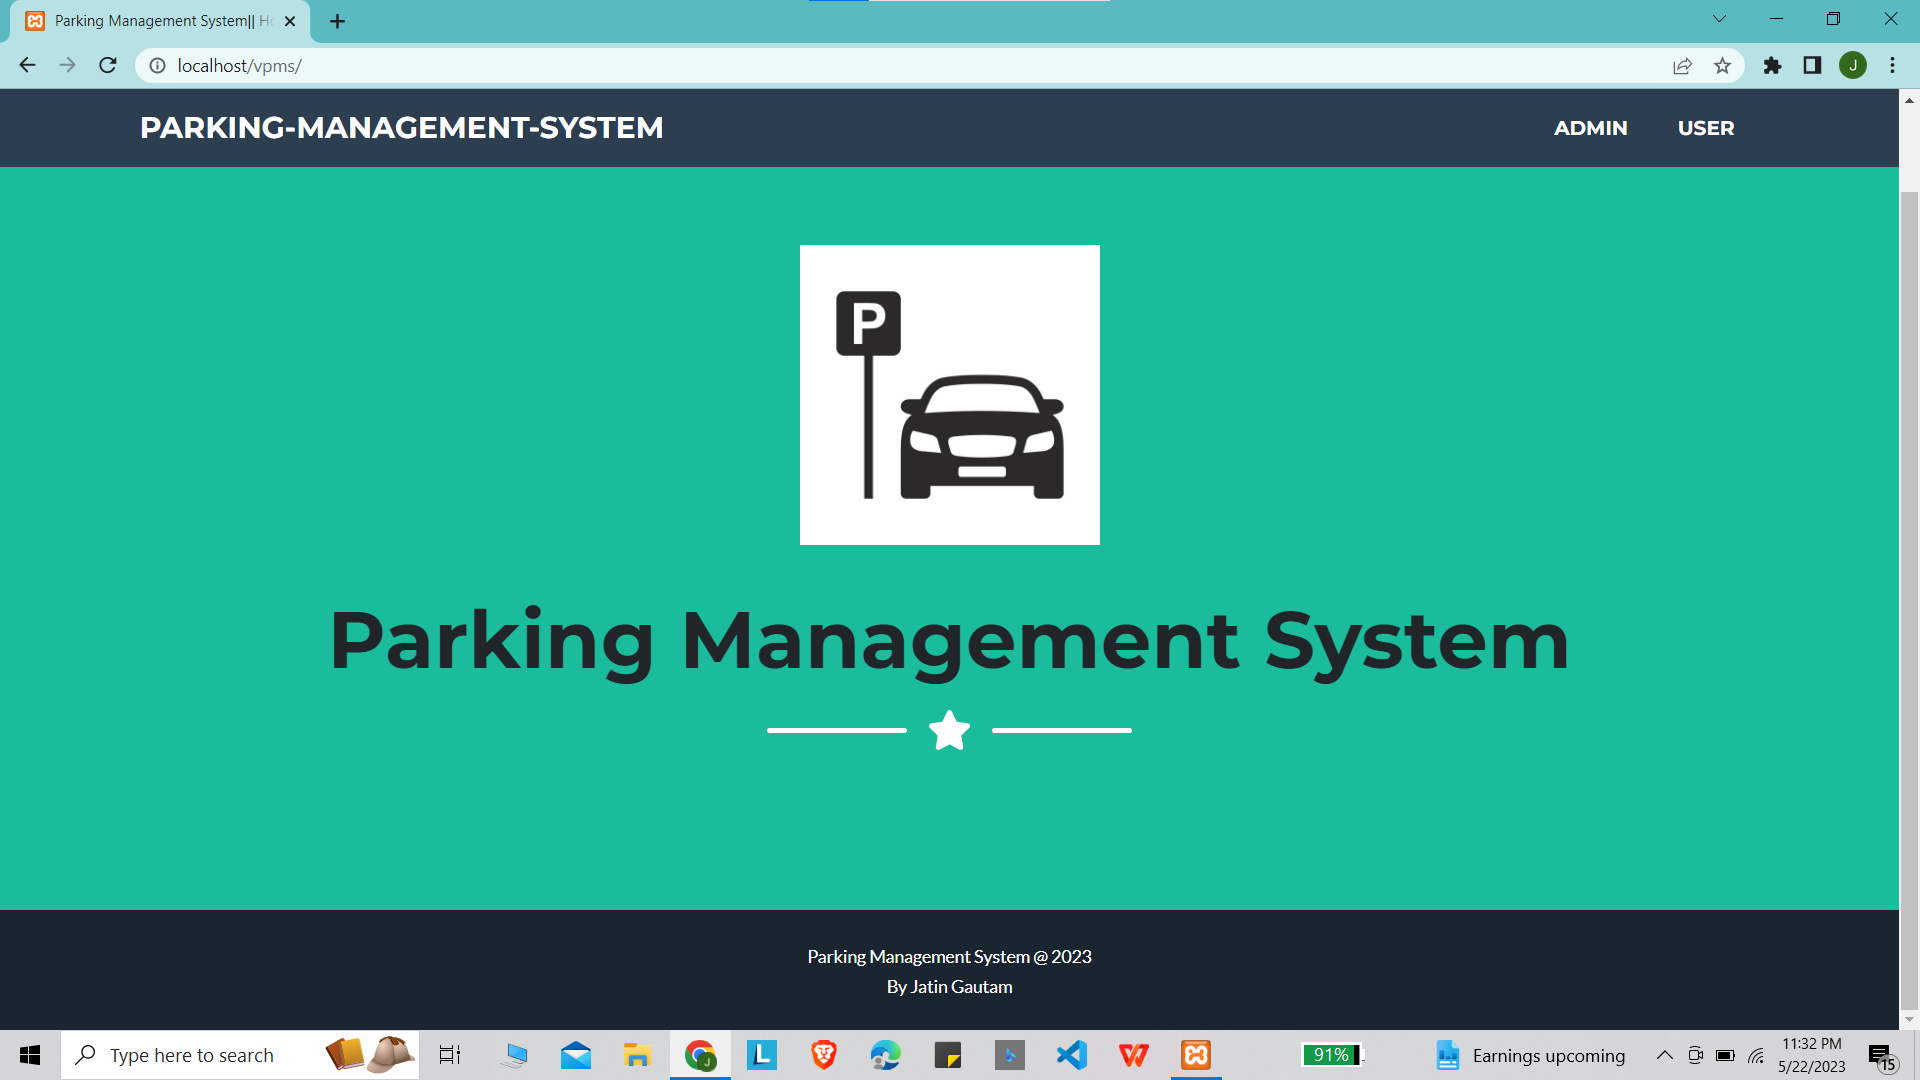 Parking Management System|| Ho
localhost/vpms/
J
PARKING-MANAGEMENT-SYSTEM
ADMIN
USER
P
Parking Management System
Parking Management System @ 2023
By Jatin Gautam
Type here to search
J
L
91%
Earnings upcoming
11:32 PM
5/22/2023
15